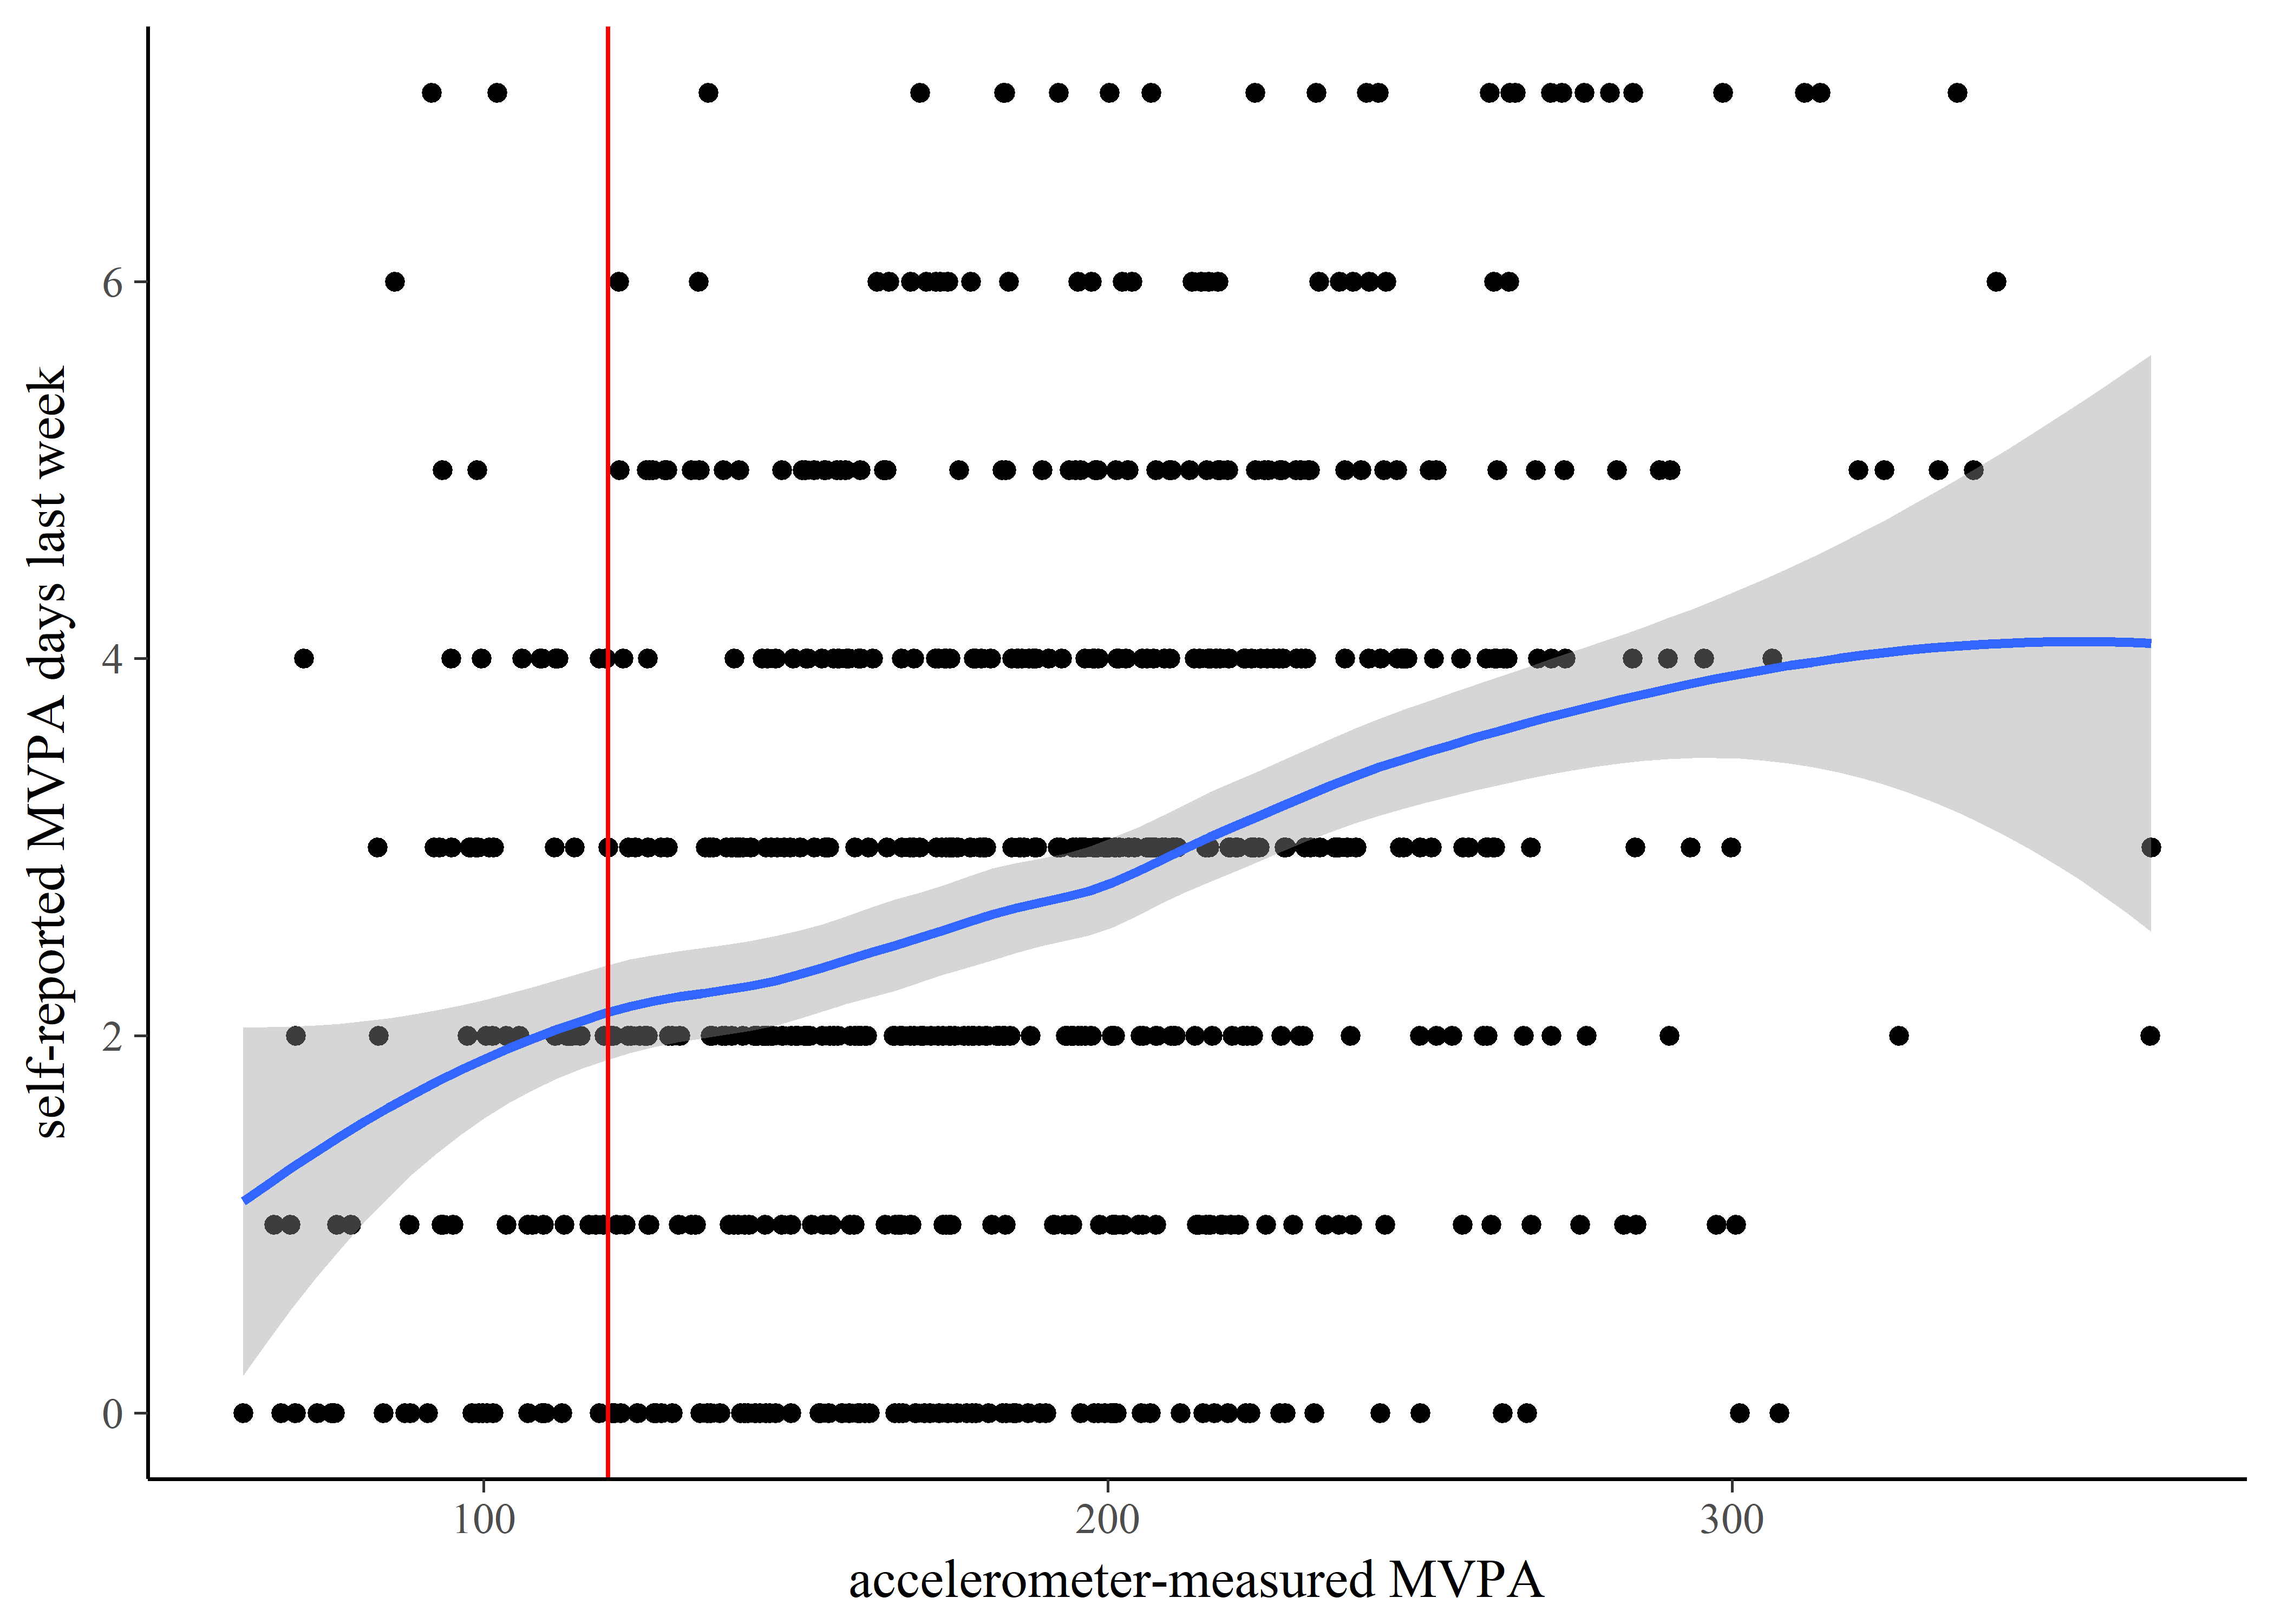 self-reported MVPA days last week
6
4
2
0
100 200 300
accelerometer-measured MVPA